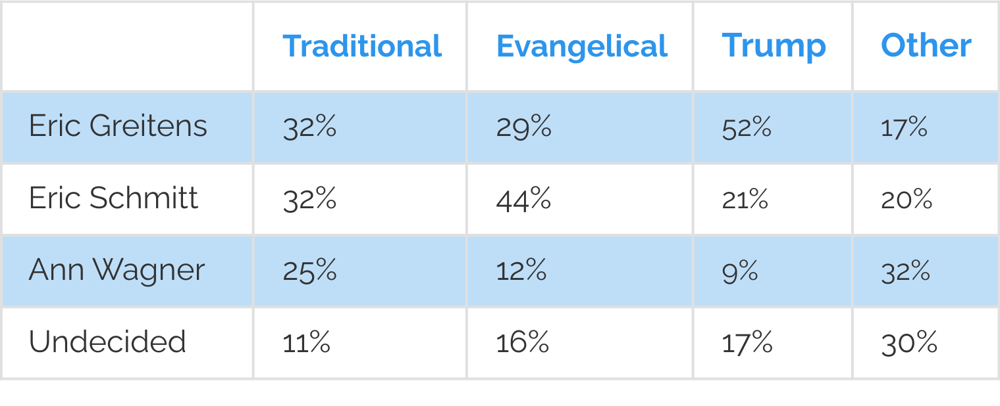 Traditional Evangelical Trump Other
Eric Greitens 32% 29% 52% 17%
Eric Schmitt 32% 44% 21% 20%
Ann Wagner 25% 12% 9% 32%
Undecided 11% 16% 17% 30%